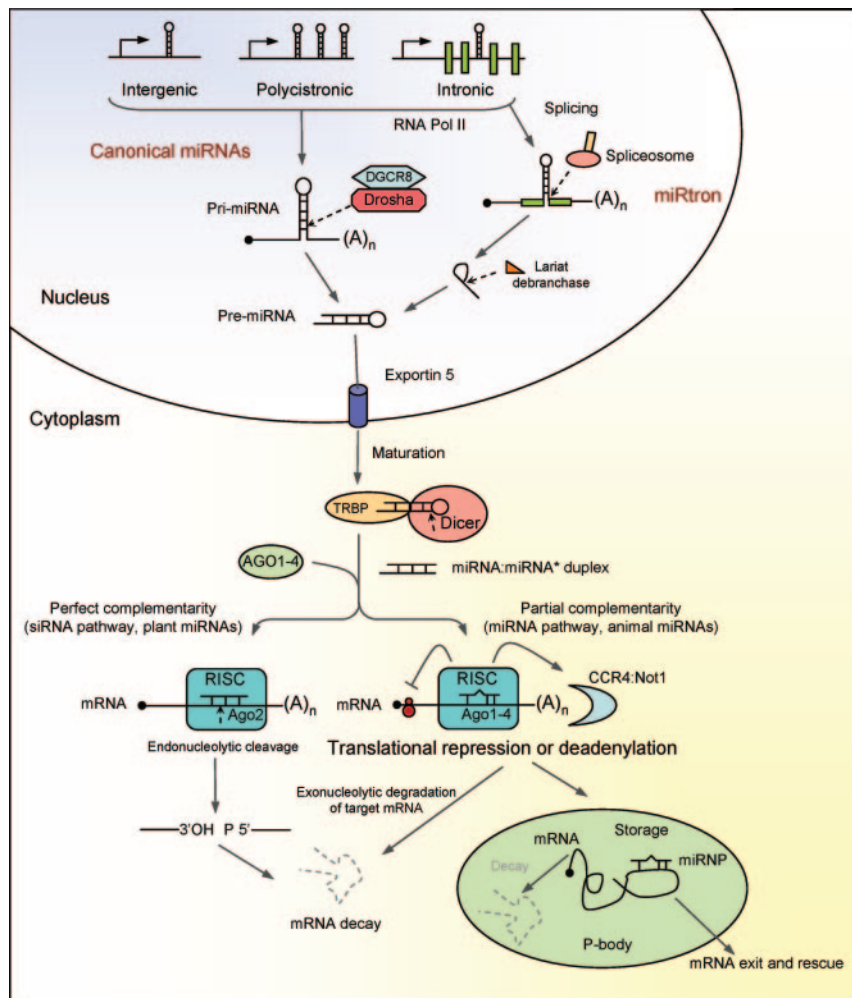 Intergenic
Polycistronic
Intronic
RNA Pol II
Splicing
Canonical miRNAs
Spliceosome
DGCR8
Drosha
Pri-miRNA
(A)n
(A)n
miRtron
Lariat
debranchase
Nucleus
Pre-miRNA
Exportin 5
Cytoplasm
Maturation
TRBP
Dicer
AGO1-4
miRNA:miRNA* duplex
Perfect complementarity
(siRNA pathway, plant miRNAs)
Partial complementarity
(miRNA pathway, animal miRNAs)
RISC
mRNA
Ago2
(A)n
RISC
mRNA
Ago1-4
(A)n
CCR4:Not1
Endonucleolytic cleavage
Translational repression or deadenylation
Exonucleolytic degradation
of target mRNA
3'OH P 5'
mRNA decay
Storage
mRNA
miRNP
Decay
P-body
mRNA exit and rescue